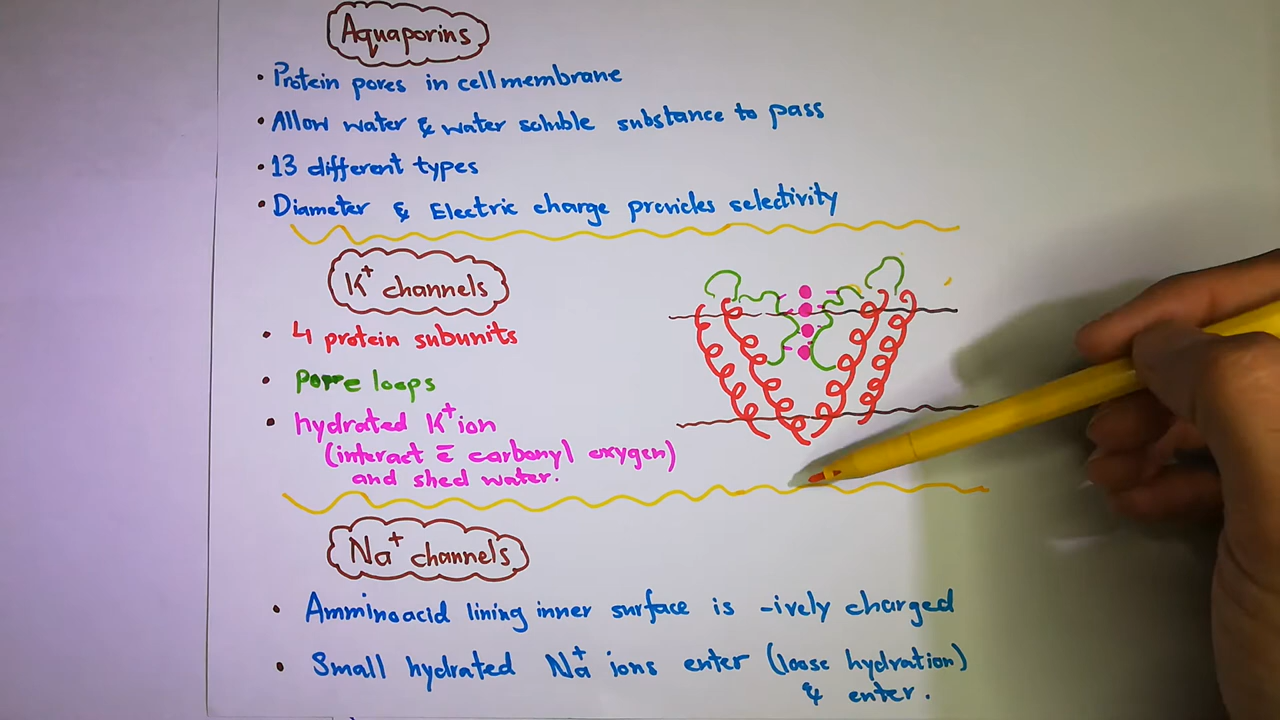 Aquaporins
• Protein pores in cell membrane
• Allow water & water soluble substance to pass
• 13 different types
• Diameter & Electric charge provides selectivity
K+ channels
• 4 protein subunits
• Pore loops
• hydrated K+ ion
(interact c̄ carbonyl oxygen)
and shed water.
Na+ channels
• Amminoacid lining inner surface is -ively charged
• Small hydrated Na+ ions enter (loose hydration)
& enter.